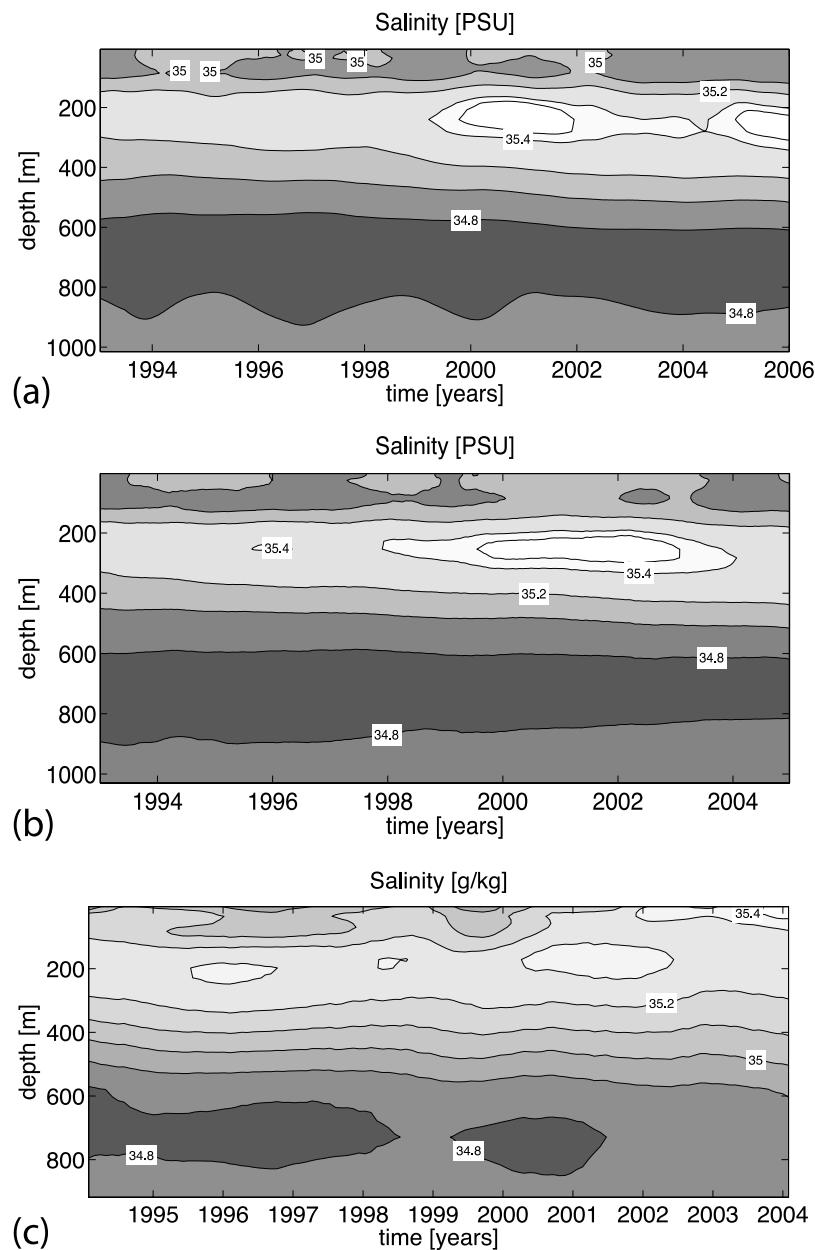 Salinity [PSU]
35 35 35 35 35
35.2
35.4
34.8
34.8
200
400
600
800
1000
depth [m]
1994 1996 1998 2000 2002 2004 2006
time [years]
(a)
Salinity [PSU]
35.4
35.4
35.2
34.8
34.8
200
400
600
800
1000
depth [m]
1994 1996 1998 2000 2002 2004
time [years]
(b)
Salinity [g/kg]
35.4
35.2
35
34.8 34.8
200
400
600
800
depth [m]
1995 1996 1997 1998 1999 2000 2001 2002 2003 2004
time [years]
(c)